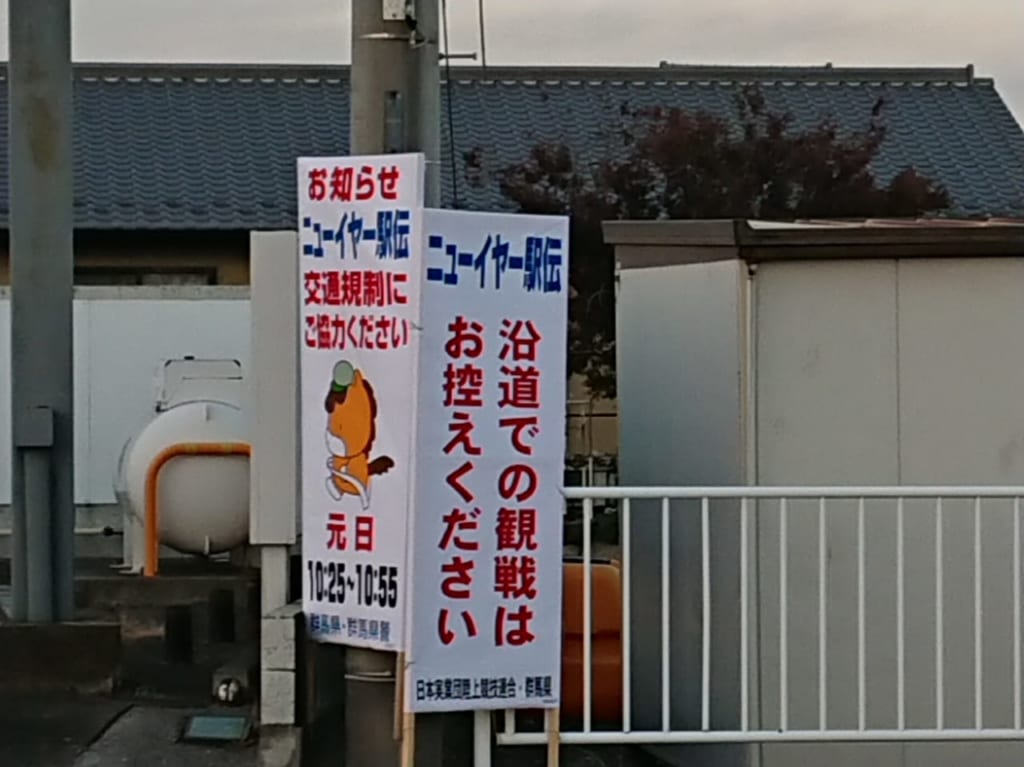 お知らせ
ニューイヤー駅伝
交通規制に
ご協力ください
元日
10:25~10:55
群馬県・群馬県警
ニューイヤー駅伝
沿道での観戦は
お控えください
日本実業団陸上競技連合・群馬県